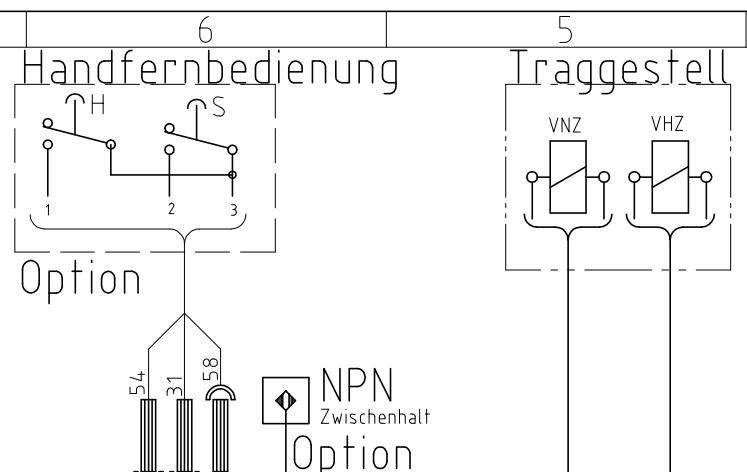 6 5
Handfernbedienung Traggestell
H S
VNZ VHZ
1 2 3
Option
54 31 58
NPN
Zwischenhalt
Option